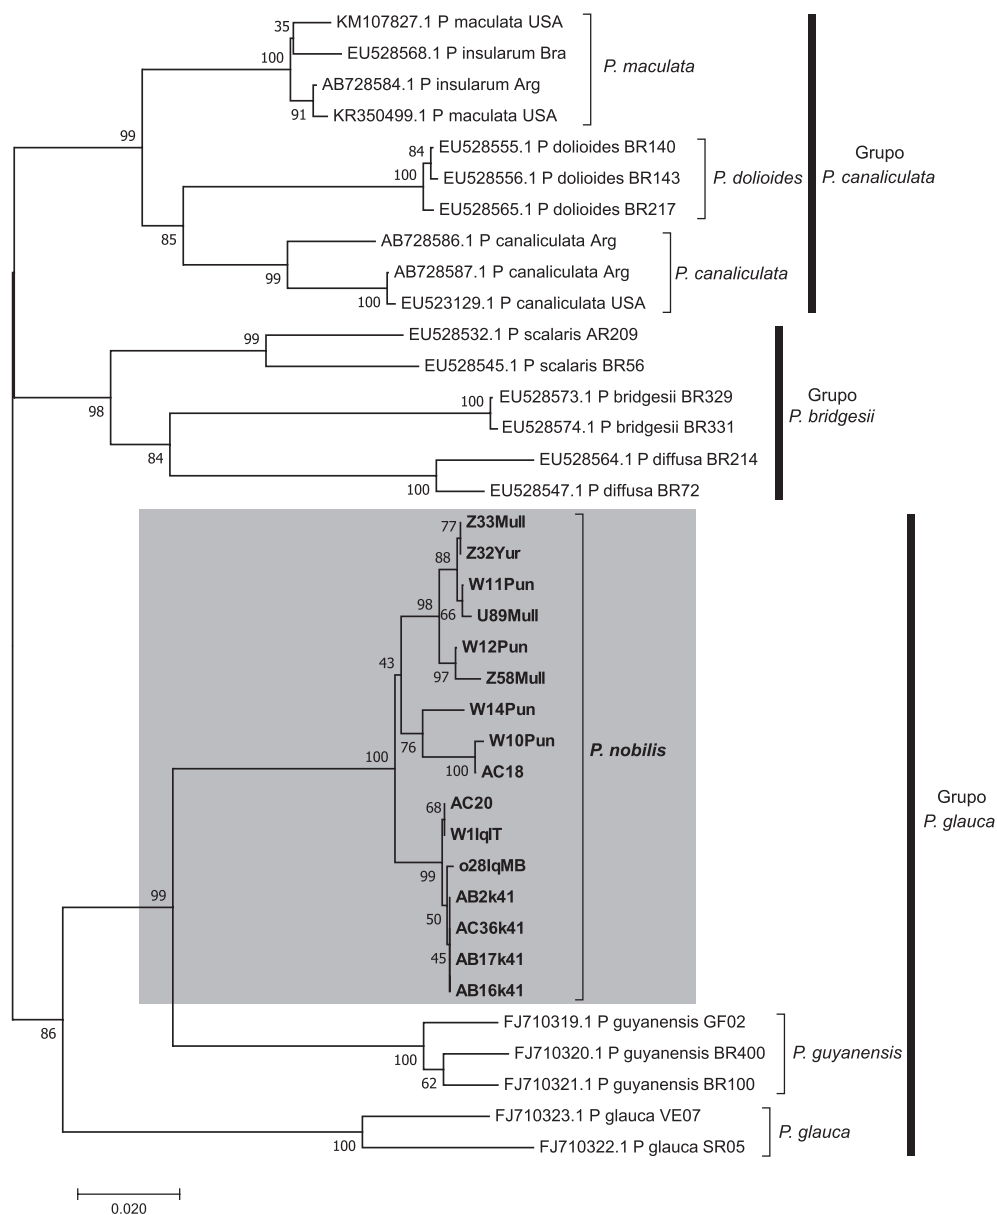 35
KM107827.1 P maculata USA
100
EU528568.1 P insularum Bra
P. maculata
AB728584.1 P insularum Arg
91
KR350499.1 P maculata USA
99
84
EU528555.1 P dolioides BR140
100
EU528556.1 P dolioides BR143
P. dolioides
EU528565.1 P dolioides BR217
Grupo
P. canaliculata
85
AB728586.1 P canaliculata Arg
99
AB728587.1 P canaliculata Arg
P. canaliculata
100
EU523129.1 P canaliculata USA
99
EU528532.1 P scalaris AR209
EU528545.1 P scalaris BR56
98
100
EU528573.1 P bridgesii BR329
EU528574.1 P bridgesii BR331
Grupo
P. bridgesii
84
EU528564.1 P diffusa BR214
100
EU528547.1 P diffusa BR72
77
Z33Mull
Z32Yur
88
W11Pun
98
66
U89Mull
W12Pun
97
Z58Mull
43
W14Pun
76
W10Pun
100
AC18
P. nobilis
100
68
AC20
W1IqIT
o28IqMB
99
AB2k41
50
AC36k41
45
AB17k41
AB16k41
99
Grupo
P. glauca
86
FJ710319.1 P guyanensis GF02
100
FJ710320.1 P guyanensis BR400
P. guyanensis
62
FJ710321.1 P guyanensis BR100
FJ710323.1 P glauca VE07
P. glauca
100
FJ710322.1 P glauca SR05
0.020